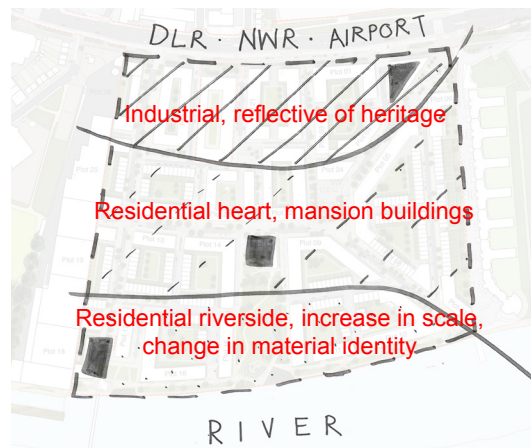 DLR · NWR · AIRPORT
Industrial, reflective of heritage
Residential heart, mansion buildings
Residential riverside, increase in scale,
change in material identity
RIVER